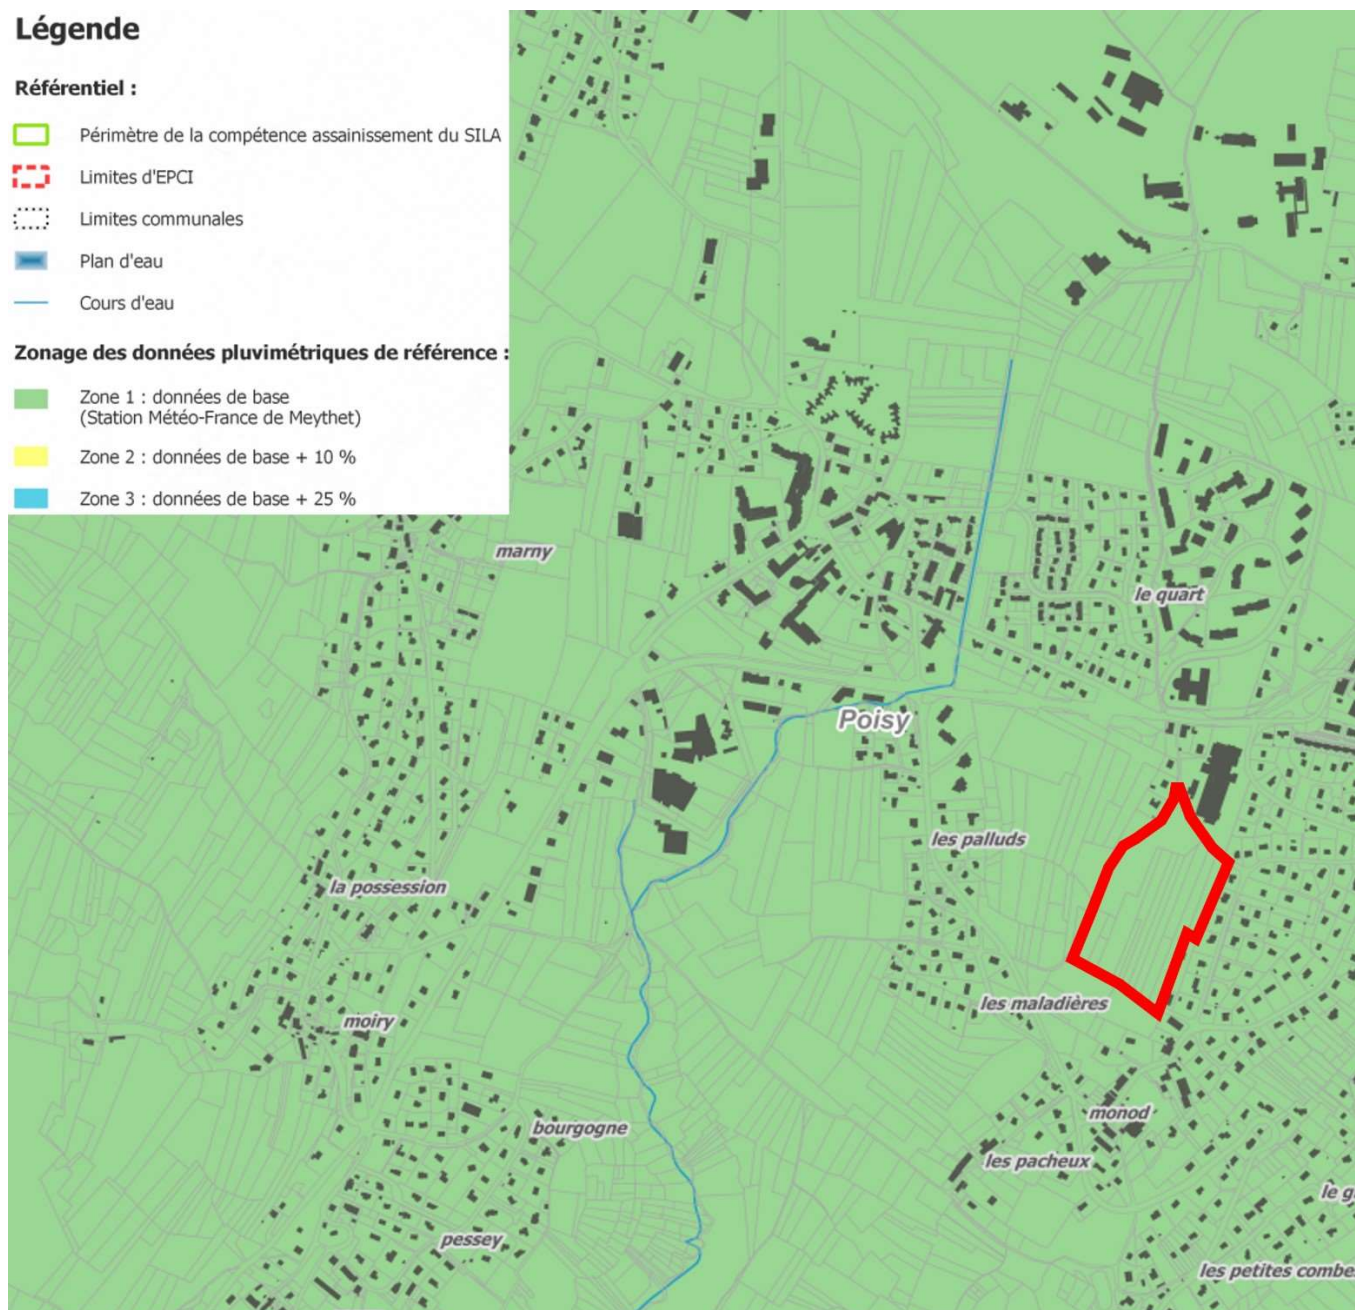 Légende
Référentiel :
Périmètre de la compétence assainissement du SILA
Limites d'EPCI
Limites communales
Plan d'eau
Cours d'eau
Zonage des données pluvimétriques de référence :
Zone 1 : données de base
(Station Météo-France de Meythet)
Zone 2 : données de base + 10 %
Zone 3 : données de base + 25 %
marny
le quart
Poisy
les palluds
la possession
les maladières
moiry
monod
bourgogne
les pacheux
le g
pessey
les petites combe